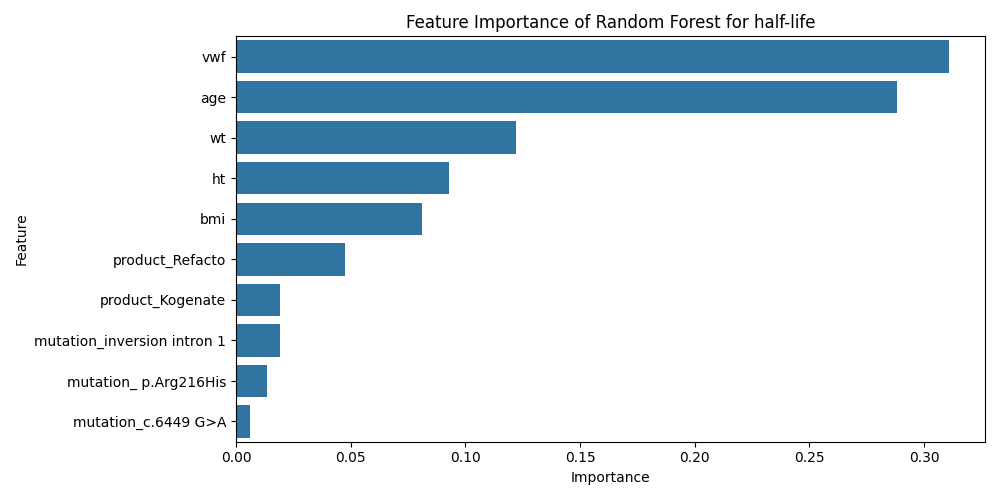 Feature Importance of Random Forest for half-life
Feature
vwf
age
wt
ht
bmi
product_Refacto
product_Kogenate
mutation_inversion intron 1
mutation_ p.Arg216His
mutation_c.6449 G>A
0.00 0.05 0.10 0.15 0.20 0.25 0.30
Importance